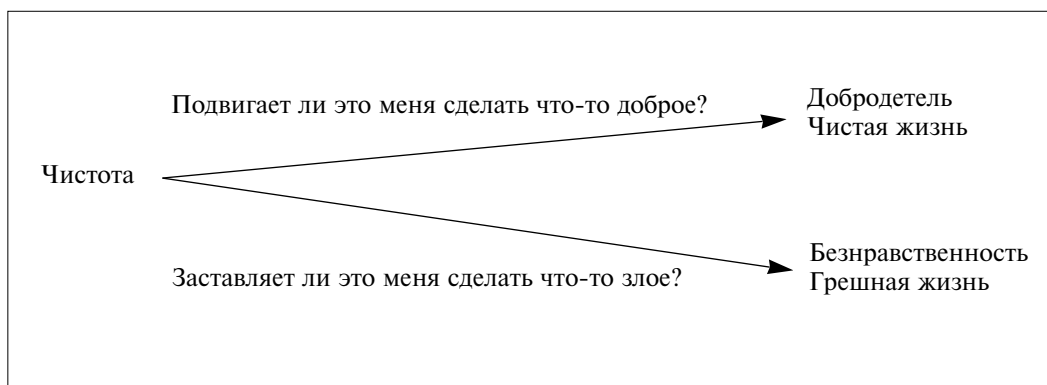 Подвигает ли это меня сделать что-то доброе?
Добродетель
Чистая жизнь
Чистота
Безнравственность
Грешная жизнь
Заставляет ли это меня сделать что-то злое?